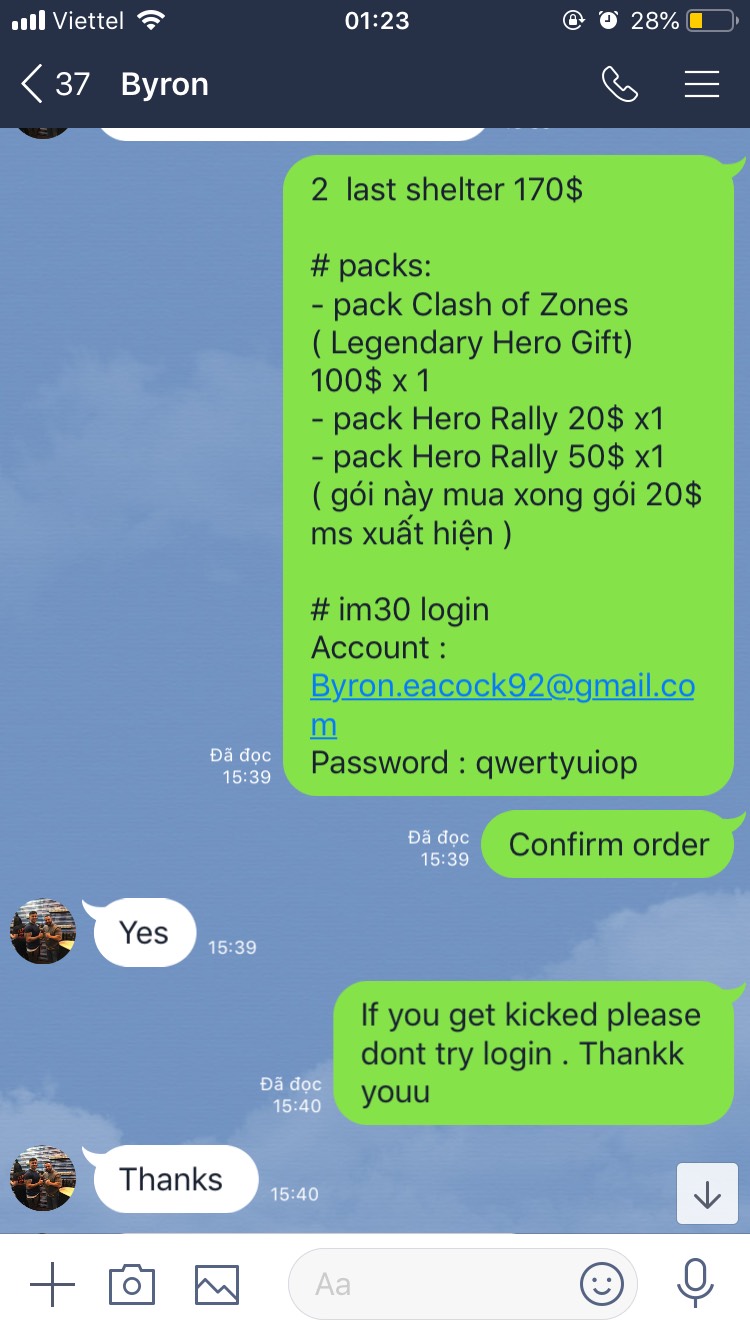 Viettel 01:23 28%
37 Byron
2 last shelter 170$
# packs:
- pack Clash of Zones
( Legendary Hero Gift)
100$ x 1
- pack Hero Rally 20$ x1
- pack Hero Rally 50$ x1
( gói này mua xong gói 20$
ms xuất hiện )
# im30 login
Account :
Byron.eacock92@gmail.co
m
Password : qwertyuiop
Đã đọc
15:39
Confirm order
Đã đọc
15:39
Yes
15:39
If you get kicked please
dont try login . Thankk
youu
Đã đọc
15:40
Thanks
15:40
Aa